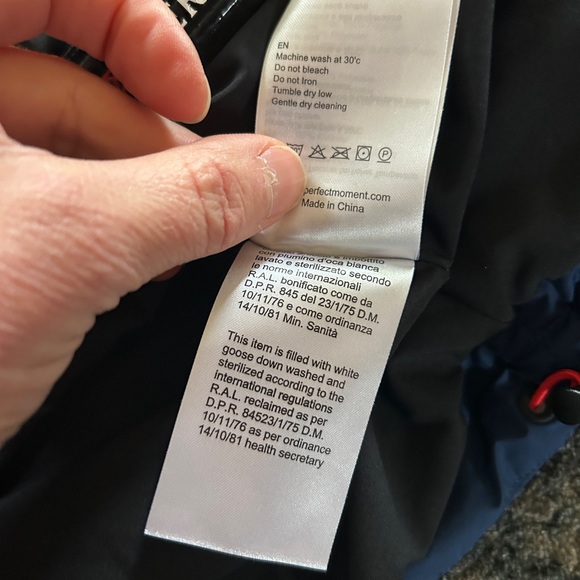 EN
Machine wash at 30'c
Do not bleach
Do not Iron
Tumble dry low
Gentle dry cleaning
P
perfectmoment.com
Made in China
con piumino d'oca bianca
lavato e sterilizzato secondo
le norme internazionali
R.A.L. bonificato come da
D.P.R. 845 del 23/1/75 D.M.
10/11/76 e come ordinanza
14/10/81 Min. Sanità
This item is filled with white
goose down washed and
sterilized according to the
international regulations
R.A.L. reclaimed as per
D.P.R. 84523/1/75 D.M.
10/11/76 as per ordinance
14/10/81 health secretary